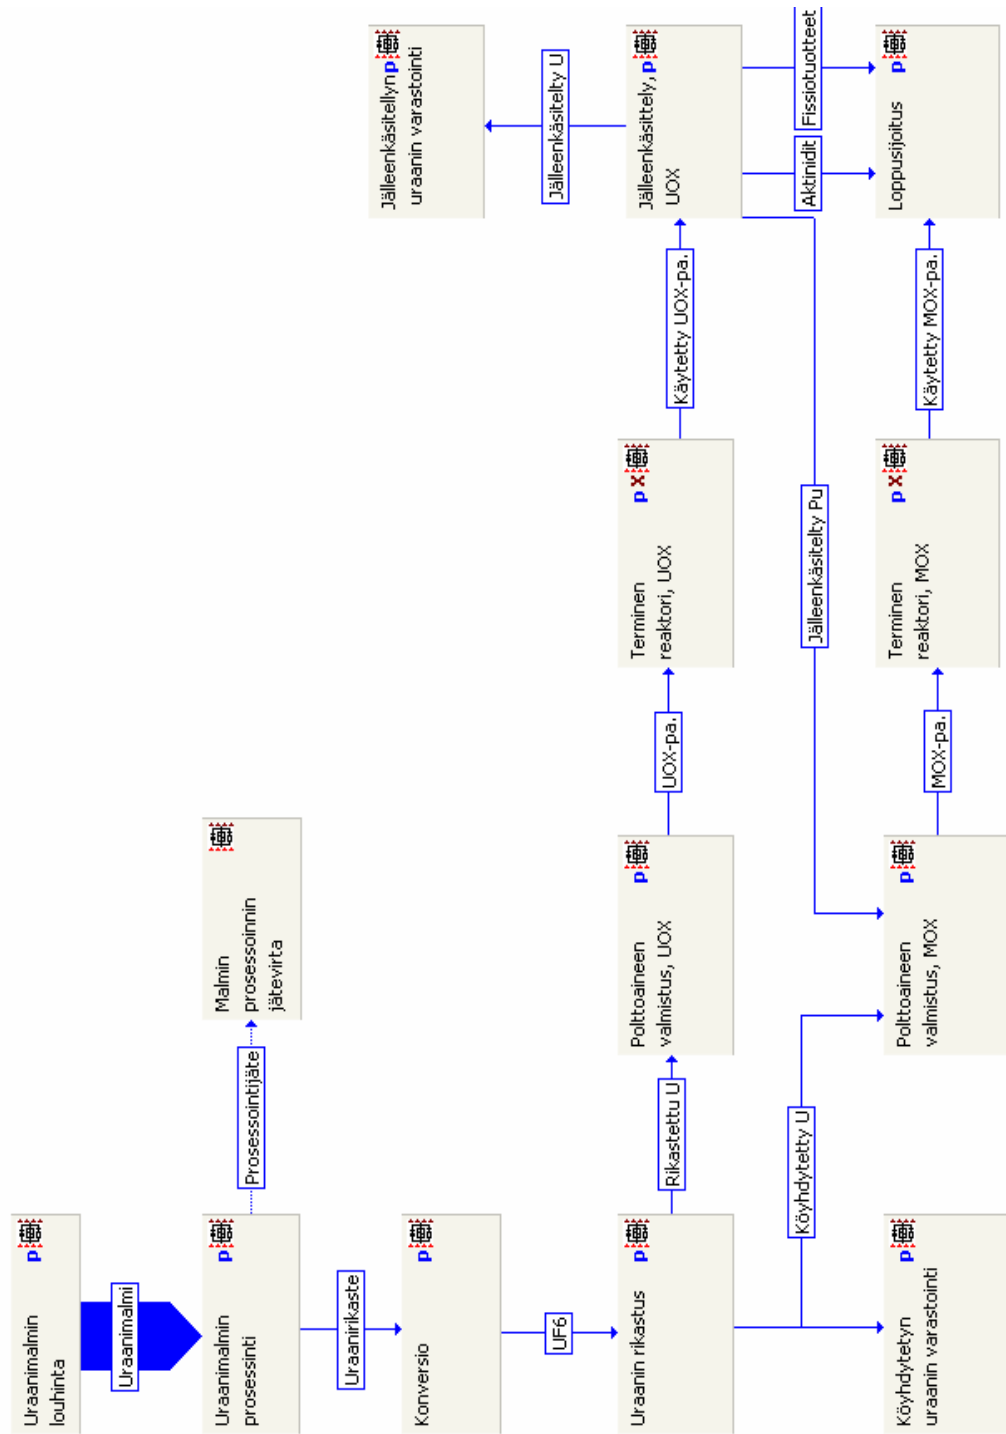 Uraanimalmin
louhinta
Uraanimalmi
Uraanimalmin
prosessinti
Prosessointijäte
Malmin
prosessoinnin
jätevirta
Uraanirikaste
Konversio
Jälleenkäsitellyn
uraanin varastointi
UF6
Jälleenkäsitelty U
Uraanin rikastus
Rikastettu U
Polttoaineen
valmistus, UOX
UOX-pa.
Terminen
reaktori, UOX
Käytetty UOX-pa.
Jälleenkäsittely,
UOX
Köyhdytetty U
Jälleenkäsitelty Pu
Aktinidit
Fissiotuotteet
Köyhdytetyn
uraanin varastointi
Polttoaineen
valmistus, MOX
MOX-pa.
Terminen
reaktori, MOX
Käytetty MOX-pa.
Loppusijoitus